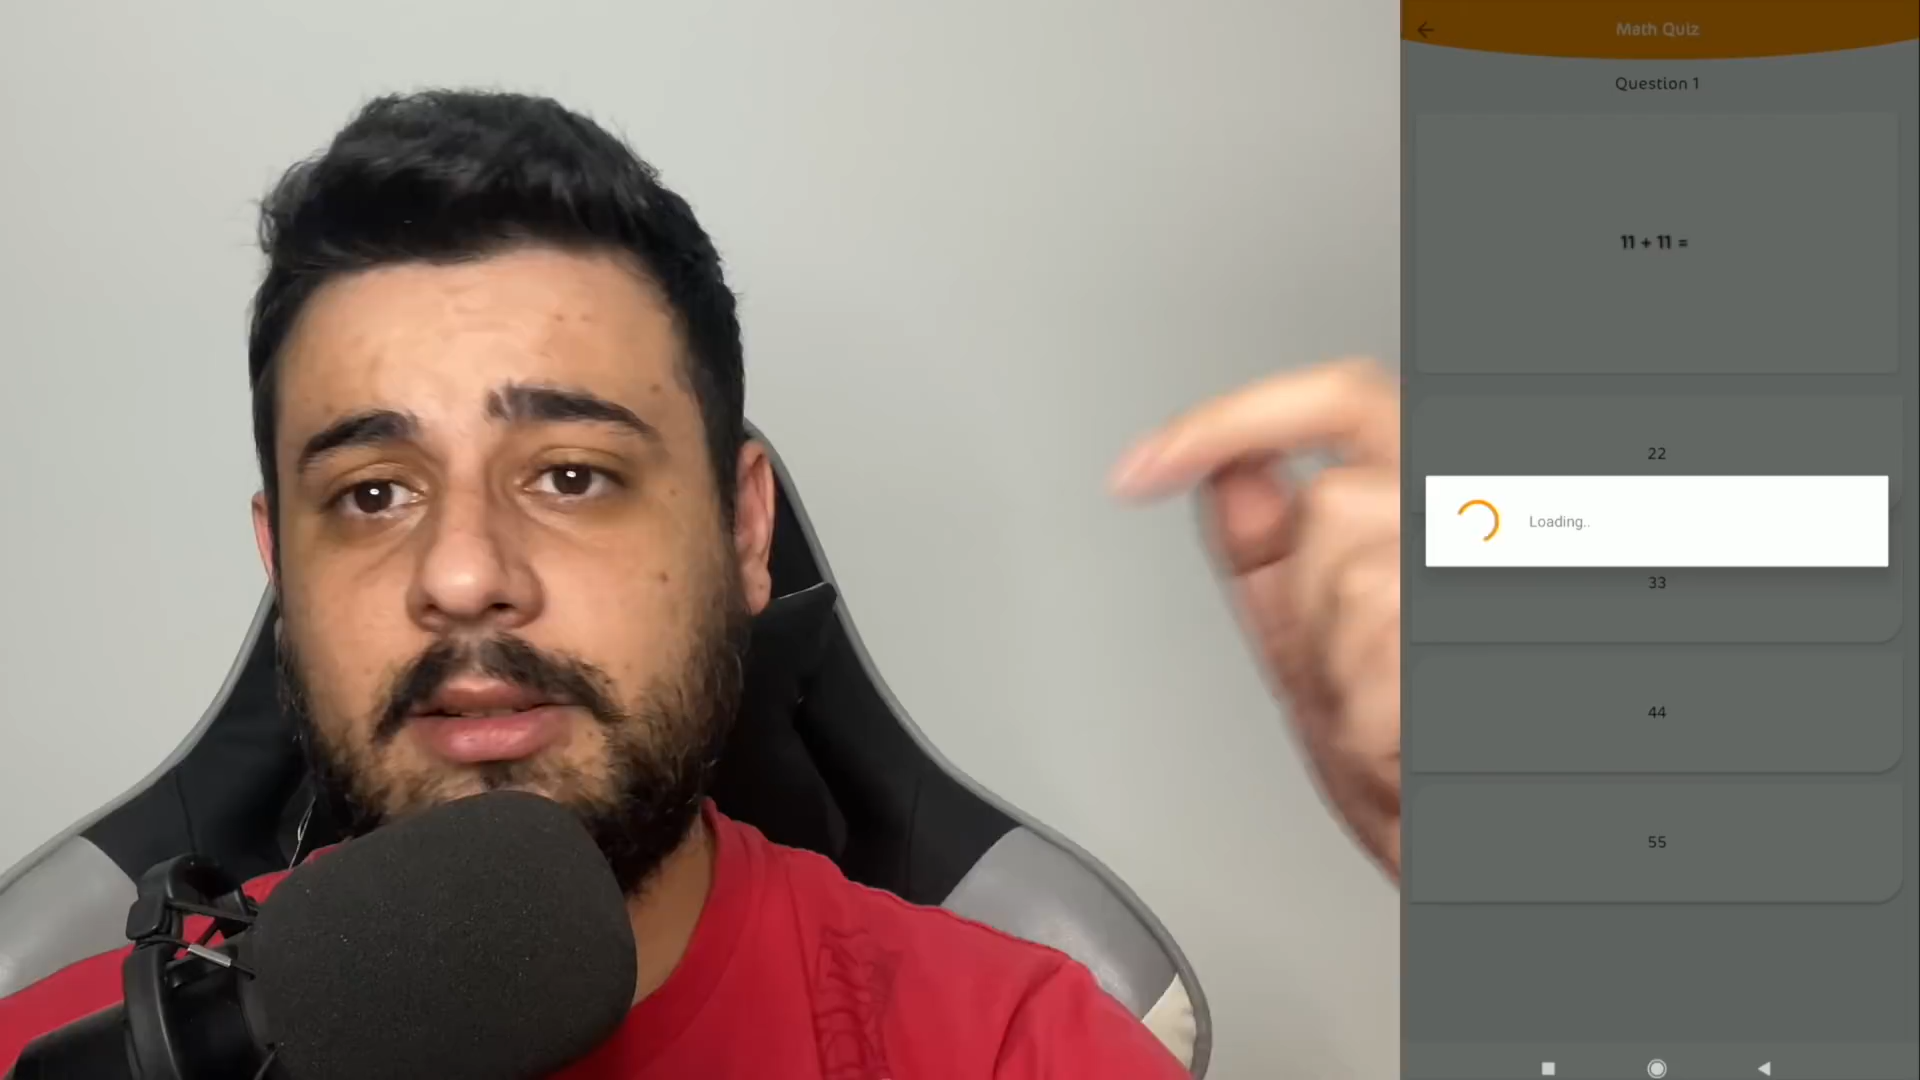 Math Quiz
Question 1
11 + 11 =
22
Loading..
33
44
55